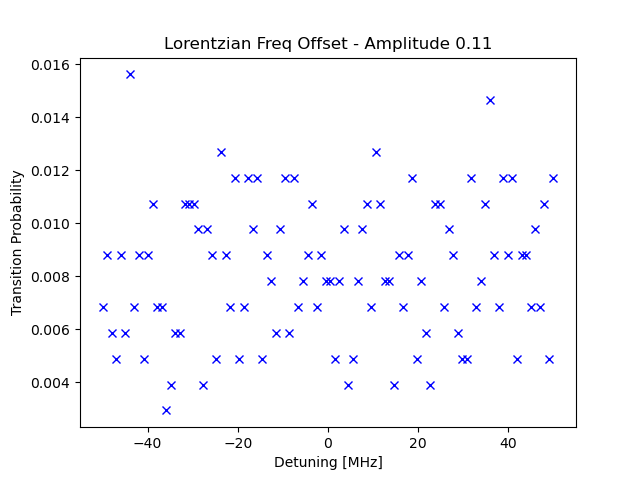 Lorentzian Freq Offset - Amplitude 0.11
0.016
0.014
0.012
0.010
0.008
0.006
0.004
Transition Probability
−40 −20 0 20 40
Detuning [MHz]